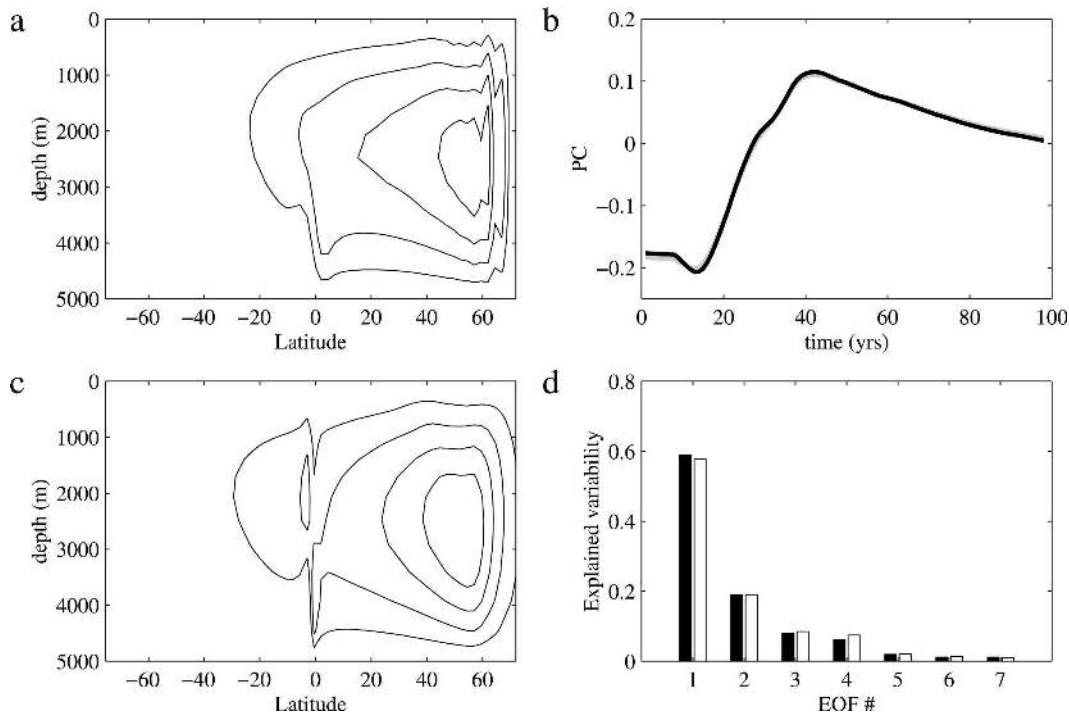 a
0
1000
2000
3000
4000
5000
depth (m)
−60 −40 −20 0 20 40 60
Latitude
b
0.2
0.1
0
−0.1
−0.2
PC
0 20 40 60 80 100
time (yrs)
c
0
1000
2000
3000
4000
5000
depth (m)
−60 −40 −20 0 20 40 60
Latitude
d
0.8
0.6
0.4
0.2
0
Explained variability
1 2 3 4 5 6 7
EOF #